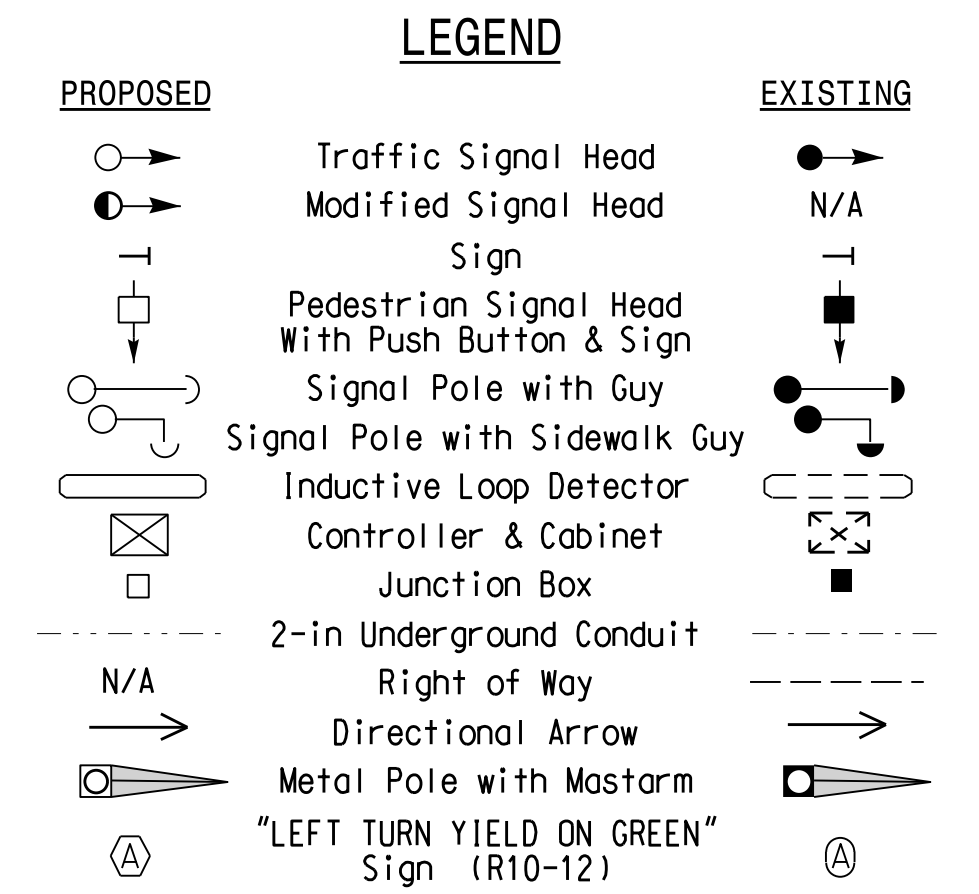 LEGEND
PROPOSED EXISTING
Traffic Signal Head
Modified Signal Head N/A
Sign
Pedestrian Signal Head
With Push Button & Sign
Signal Pole with Guy
Signal Pole with Sidewalk Guy
Inductive Loop Detector
Controller & Cabinet
Junction Box
2-in Underground Conduit
N/A Right of Way
Directional Arrow
Metal Pole with Mastarm
"LEFT TURN YIELD ON GREEN"
A Sign (R10-12) A